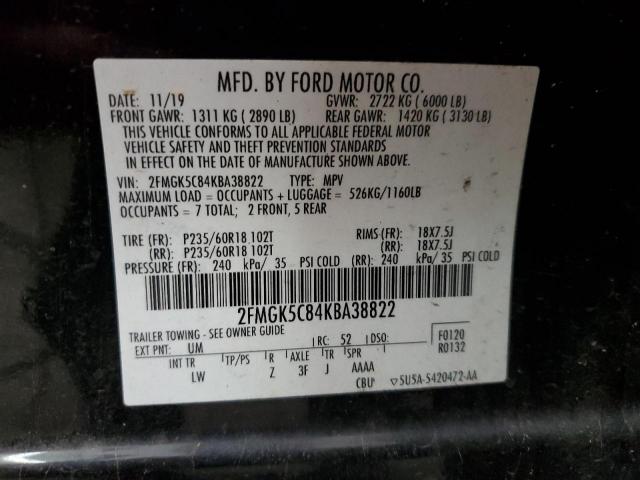 MFD. BY FORD MOTOR CO.
DATE: 11/19 GVWR: 2722 KG ( 6000 LB)
FRONT GAWR: 1311 KG ( 2890 LB) REAR GAWR: 1420 KG ( 3130 LB)
THIS VEHICLE CONFORMS TO ALL APPLICABLE FEDERAL MOTOR
VEHICLE SAFETY AND THEFT PREVENTION STANDARDS
IN EFFECT ON THE DATE OF MANUFACTURE SHOWN ABOVE.
VIN: 2FMGK5C84KBA38822 TYPE: MPV
MAXIMUM LOAD = OCCUPANTS + LUGGAGE = 526KG/1160LB
OCCUPANTS = 7 TOTAL; 2 FRONT, 5 REAR
TIRE (FR): P235/60R18 102T RIMS (FR): 18X7.5J
(RR): P235/60R18 102T (RR): 18X7.5J
PRESSURE (FR): 240 kPa/ 35 PSI COLD (RR): 240 kPa/ 35 PSI COLD
2FMGK5C84KBA38822
TRAILER TOWING - SEE OWNER GUIDE
EXT PNT: UM RC: 52 DSO: F0120
R0132
INT TR TP/PS R AXLE TR SPR
LW Z 3F J AAAA
CBU ▽5U5A-5420472-AA